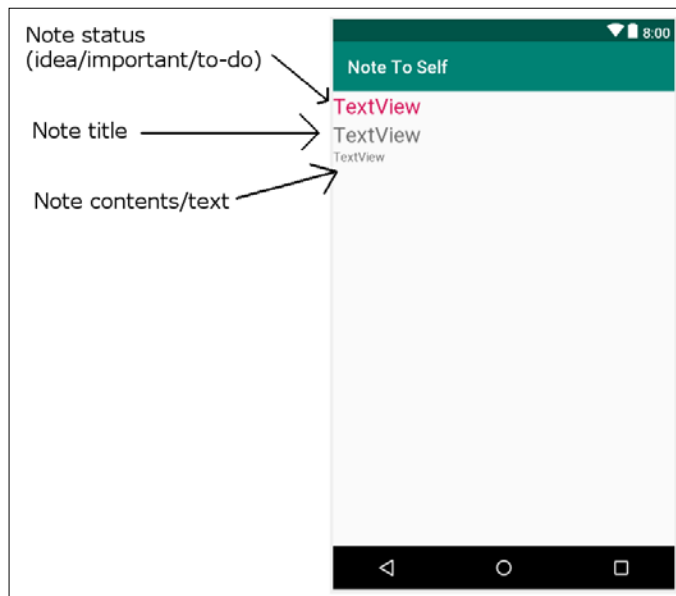 Note status
(idea/important/to-do)
Note title
Note contents/text
8:00
Note To Self
TextView
TextView
TextView